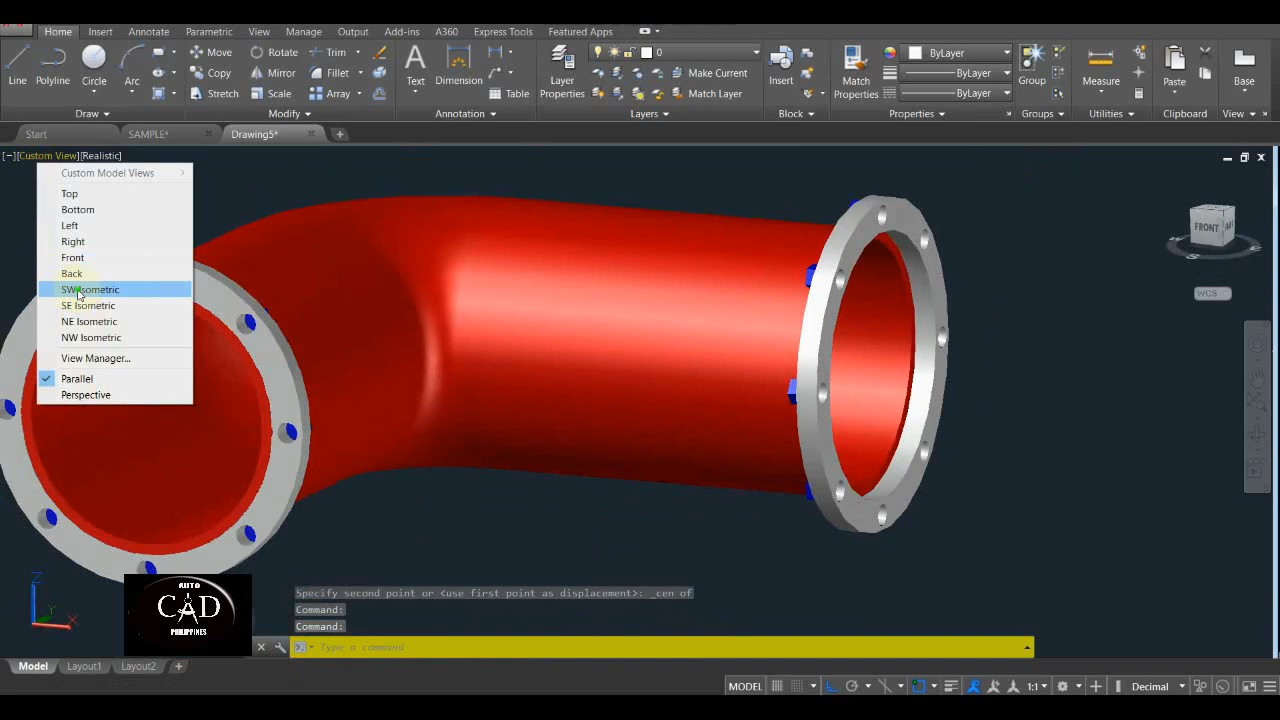 Home Insert Annotate Parametric View Manage Output Add-ins A360 Express Tools Featured Apps
Line Polyline Circle Arc
Move Rotate Trim
Copy Mirror Fillet
Stretch Scale Array
Text Dimension Table
Layer Properties
0
Make Current
Match Layer
Insert
Match Properties
ByLayer
ByLayer
ByLayer
Group Measure Paste Base
Draw Modify Annotation Layers Block Properties Groups Utilities Clipboard View
Start SAMPLE* Drawing5*
[−][Custom View][Realistic]
Custom Model Views
Top
Bottom
Left
Right
Front
Back
SW Isometric
SE Isometric
NE Isometric
NW Isometric
View Manager...
Parallel
Perspective
FRONT
WCS
Z
Y
X
AUTO
CAD
PHILIPPINES
Specify second point or <use first point as displacement>: _cen of
Command:
Command:
Type a command
Model Layout1 Layout2
MODEL 1:1 Decimal